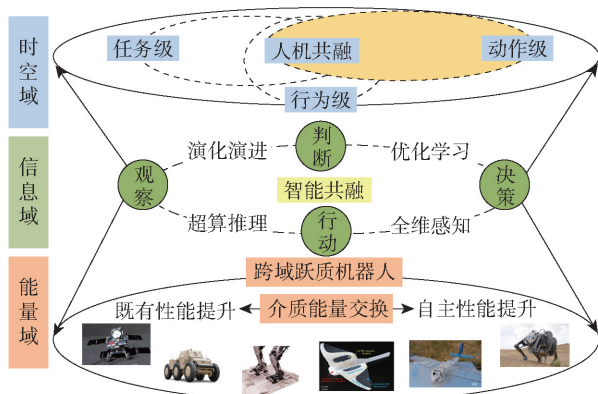 时空域
任务级
人机共融
动作级
行为级
信息域
演化演进
判断
优化学习
观察
智能共融
决策
超算推理
行动
全维感知
能量域
跨域跃质机器人
既有性能提升
介质能量交换
自主性能提升